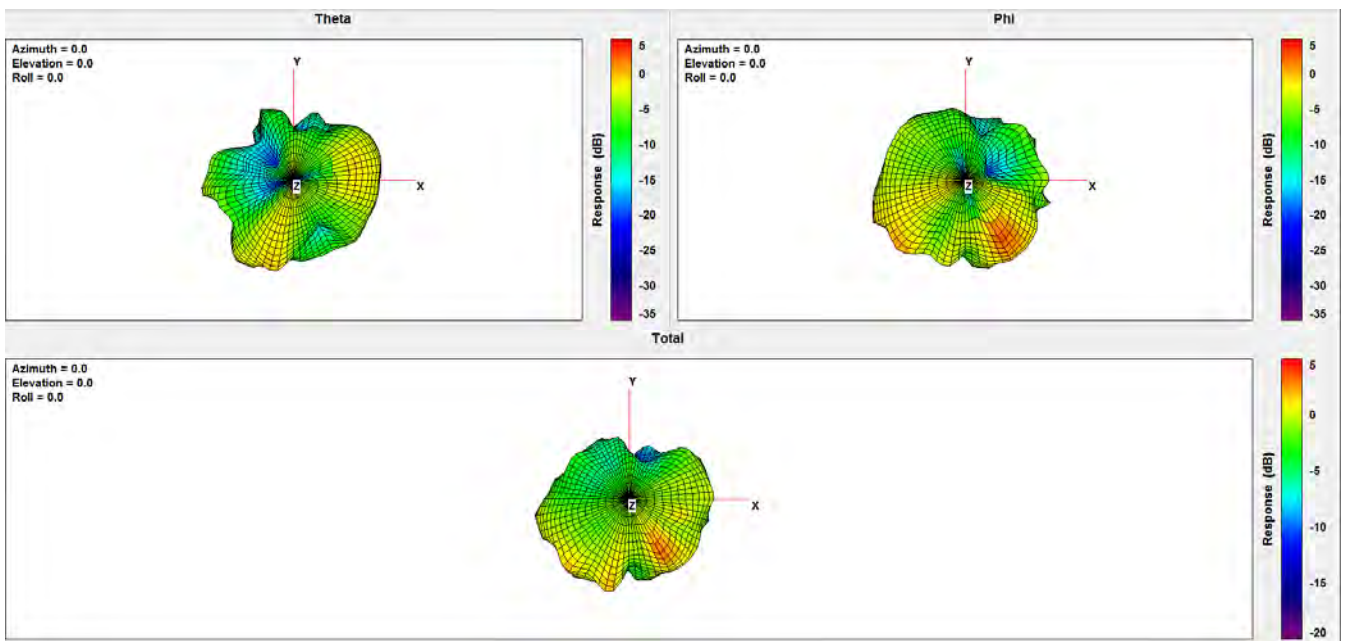 Theta
Azimuth = 0.0
Elevation = 0.0
Roll = 0.0
Y
X
Z
5
0
-5
-10
-15
-20
-25
-30
-35
Response (dB)
Phi
Azimuth = 0.0
Elevation = 0.0
Roll = 0.0
Y
X
Z
5
0
-5
-10
-15
-20
-25
-30
-35
Response (dB)
Total
Azimuth = 0.0
Elevation = 0.0
Roll = 0.0
Y
X
Z
5
0
-5
-10
-15
-20
Response (dB)